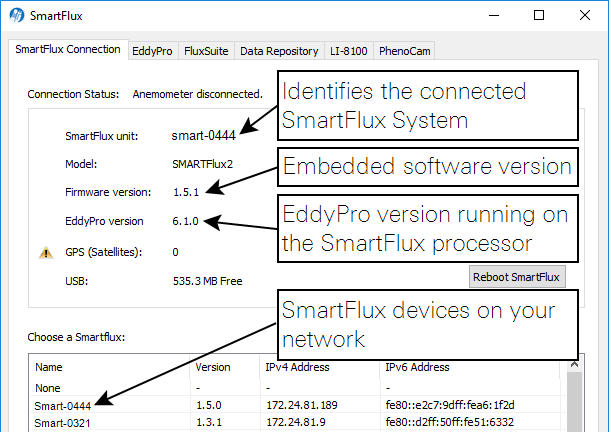 SmartFlux
SmartFlux Connection EddyPro FluxSuite Data Repository LI-8100 PhenoCam
Connection Status: Anemometer disconnected.
Identifies the connected
SmartFlux System
SmartFlux unit: smart-0444
Model: SMARTFlux2
Embedded software version
Firmware version: 1.5.1
EddyPro version 6.1.0
EddyPro version running on
the SmartFlux processor
GPS (Satellites): 0
USB: 535.3 MB Free
Reboot SmartFlux
SmartFlux devices on your
network
Choose a Smartflux:
Name Version IPv4 Address IPv6 Address
None - - -
Smart-0444 1.5.0 172.24.81.189 fe80::e2c7:9dff:fea6:1f2d
Smart-0321 1.3.1 172.24.81.9 fe80::d2ff:50ff:fe51:6332